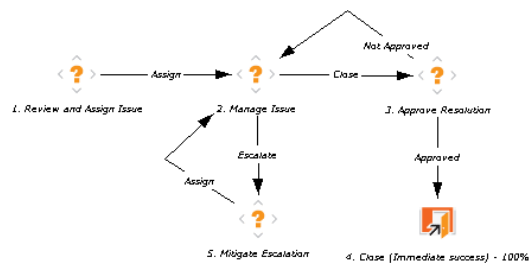 Not Approved
Assign
Close
1. Review and Assign Issue
2. Manage Issue
3. Approve Resolution
Escalate
Approved
Assign
5. Mitigate Escalation
4. Close (Immediate success) - 100%